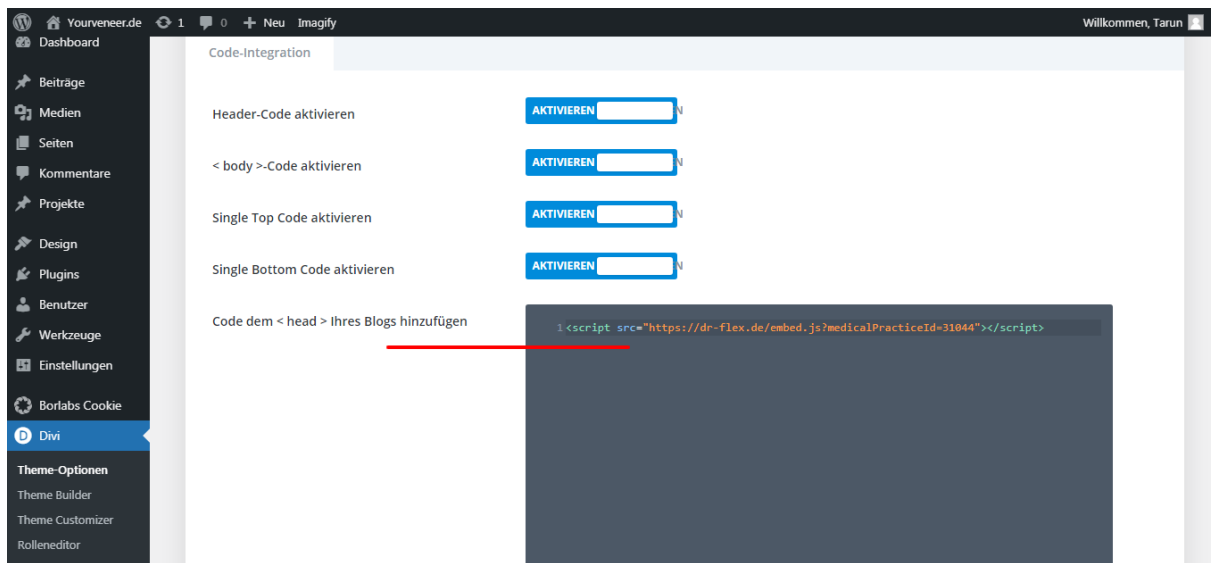 Yourveneer.de 1 0 Neu Imagify Willkommen, Tarun
Dashboard
Beiträge
Medien
Seiten
Kommentare
Projekte
Design
Plugins
Benutzer
Werkzeuge
Einstellungen
Borlabs Cookie
Divi
Theme-Optionen
Theme Builder
Theme Customizer
Rolleneditor
Code-Integration
Header-Code aktivieren AKTIVIEREN N
< body >-Code aktivieren AKTIVIEREN N
Single Top Code aktivieren AKTIVIEREN N
Single Bottom Code aktivieren AKTIVIEREN N
Code dem < head > Ihres Blogs hinzufügen
1 <script src="https://dr-flex.de/embed.js?medicalPracticeId=31044"></script>